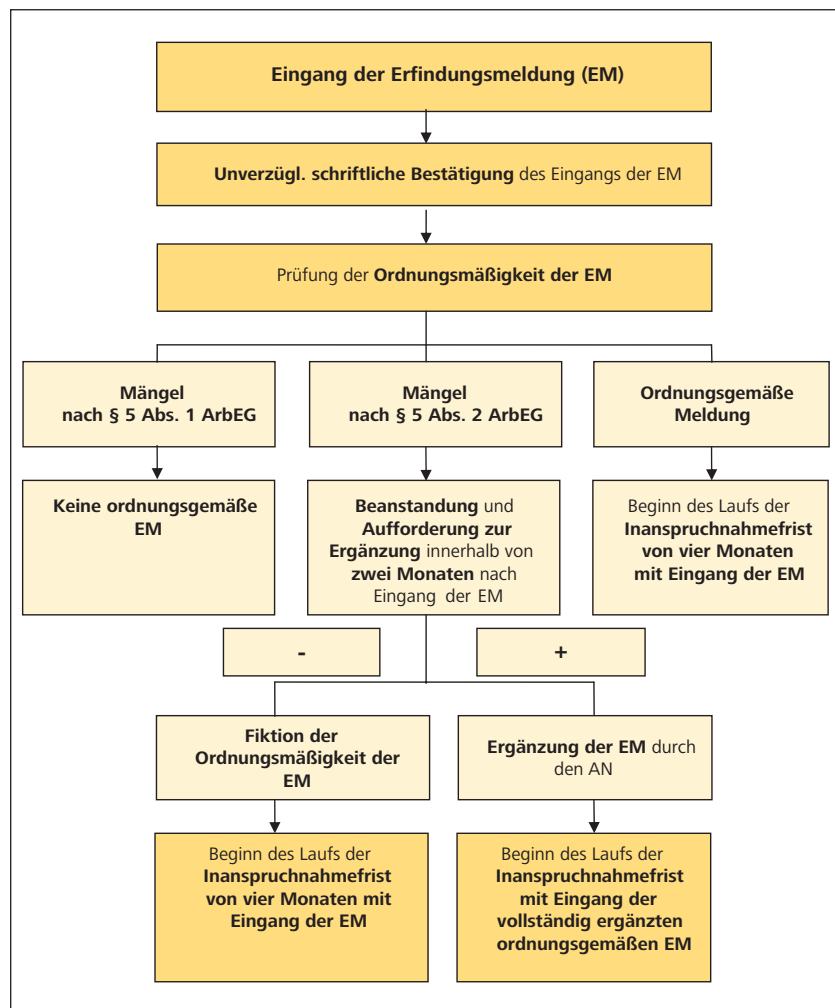 Eingang der Erfindungsmeldung (EM)
Unverzügl. schriftliche Bestätigung des Eingangs der EM
Prüfung der Ordnungsmäßigkeit der EM
Mängel
nach § 5 Abs. 1 ArbEG
Mängel
nach § 5 Abs. 2 ArbEG
Ordnungsgemäße
Meldung
Keine ordnungsgemäße
EM
Beanstandung und
Aufforderung zur
Ergänzung innerhalb von
zwei Monaten nach
Eingang der EM
Beginn des Laufs der
Inanspruchnahmefrist
von vier Monaten
mit Eingang der EM
-
+
Fiktion der
Ordnungsmäßigkeit der
EM
Ergänzung der EM durch
den AN
Beginn des Laufs der
Inanspruchnahmefrist
von vier Monaten mit
Eingang der EM
Beginn des Laufs der
Inanspruchnahmefrist
mit Eingang der
vollständig ergänzten
ordnungsgemäßen EM